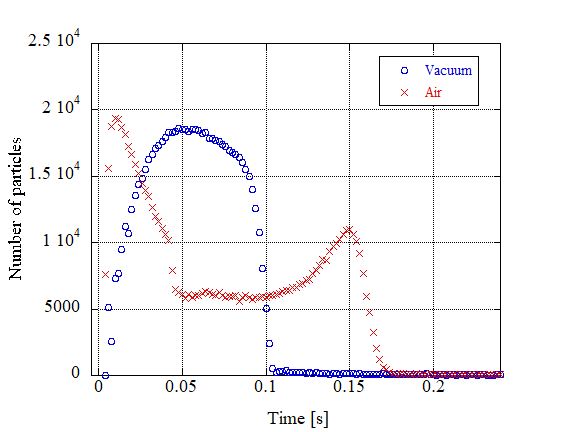 2.5 10^4
2 10^4
1.5 10^4
1 10^4
5000
0
Number of particles
Vacuum
Air
0 0.05 0.1 0.15 0.2
Time [s]